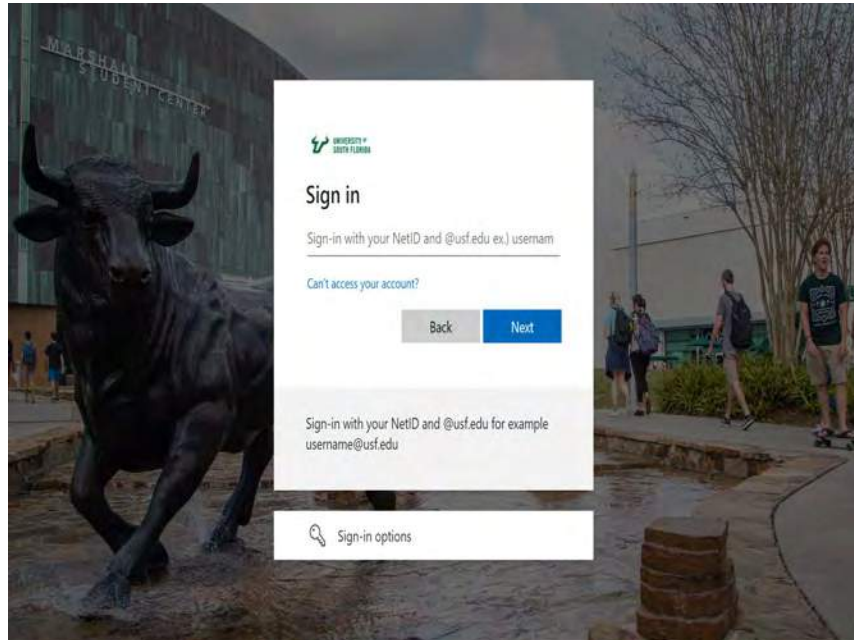 MARSHALL
STUDENT CENTER
UNIVERSITY of
SOUTH FLORIDA
Sign in
Sign-in with your NetID and @usf.edu ex.) usernam
Can't access your account?
Back
Next
Sign-in with your NetID and @usf.edu for example
username@usf.edu
Sign-in options